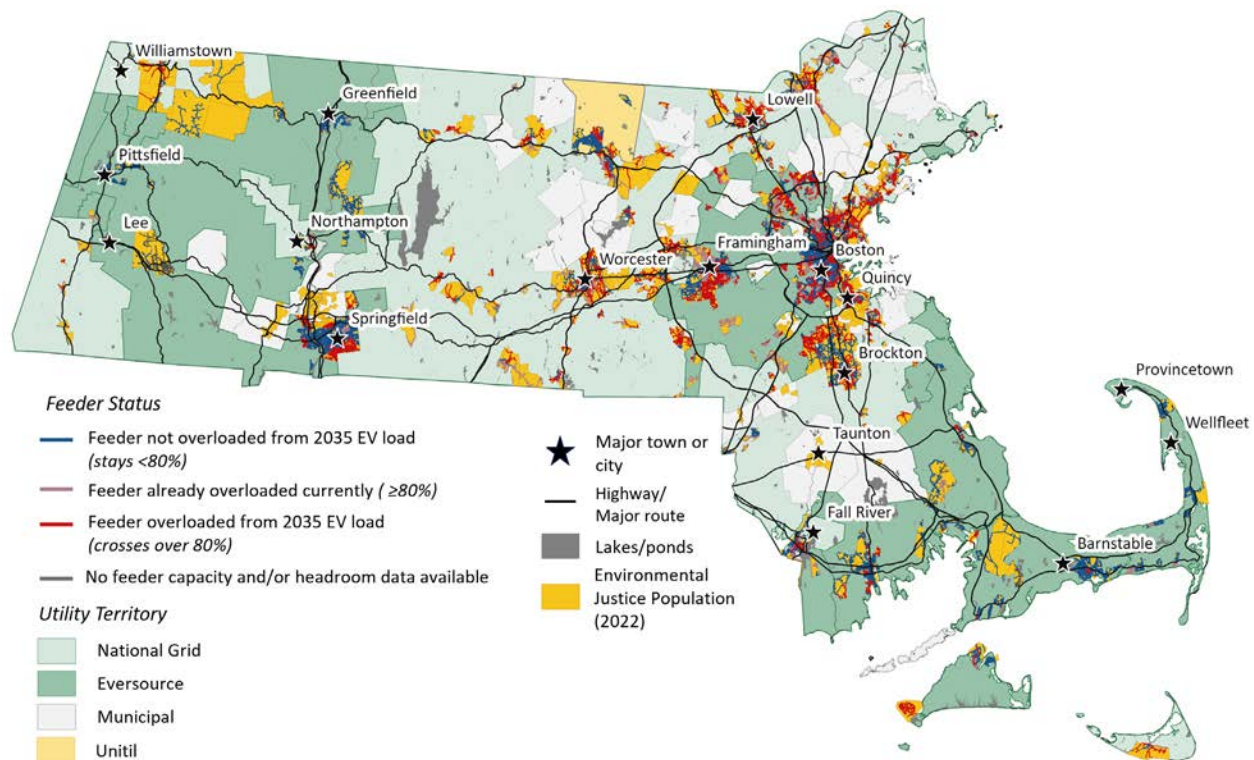 Williamstown
Greenfield
Lowell
Pittsfield
Lee
Northampton
Framingham
Boston
Worcester
Quincy
Springfield
Brockton
Provincetown
Wellfleet
Taunton
Fall River
Barnstable
Feeder Status
Feeder not overloaded from 2035 EV load
(stays <80%)
Feeder already overloaded currently ( ≥80%)
Feeder overloaded from 2035 EV load
(crosses over 80%)
No feeder capacity and/or headroom data available
Utility Territory
National Grid
Eversource
Municipal
Unitil
Major town or
city
Highway/
Major route
Lakes/ponds
Environmental
Justice Population
(2022)